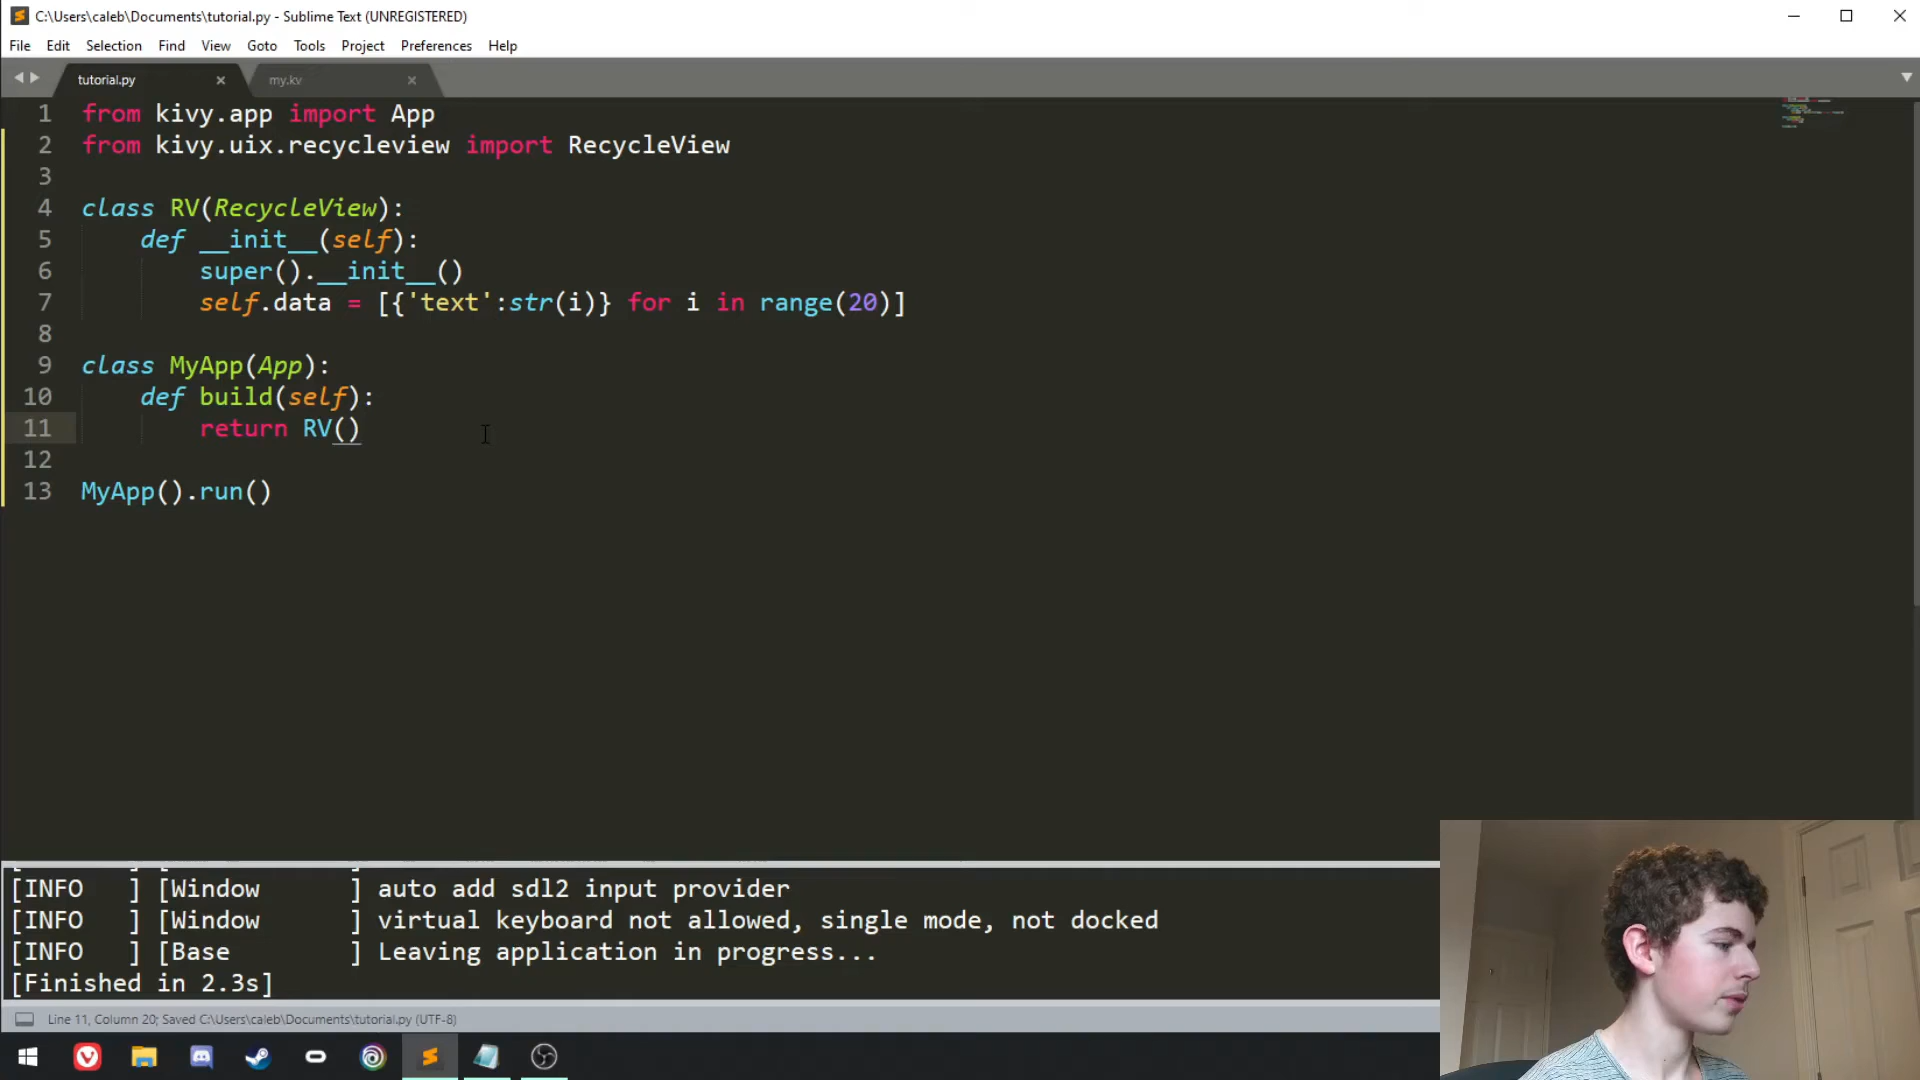 C:\Users\caleb\Documents\tutorial.py - Sublime Text (UNREGISTERED)
File Edit Selection Find View Goto Tools Project Preferences Help
tutorial.py my.kv
1 from kivy.app import App
2 from kivy.uix.recycleview import RecycleView
3
4 class RV(RecycleView):
5 def __init__(self):
6 super().__init__()
7 self.data = [{'text':str(i)} for i in range(20)]
8
9 class MyApp(App):
10 def build(self):
11 return RV()
12
13 MyApp().run()
[INFO ] [Window ] auto add sdl2 input provider
[INFO ] [Window ] virtual keyboard not allowed, single mode, not docked
[INFO ] [Base ] Leaving application in progress...
[Finished in 2.3s]
Line 11, Column 20; Saved C:\Users\caleb\Documents\tutorial.py (UTF-8)